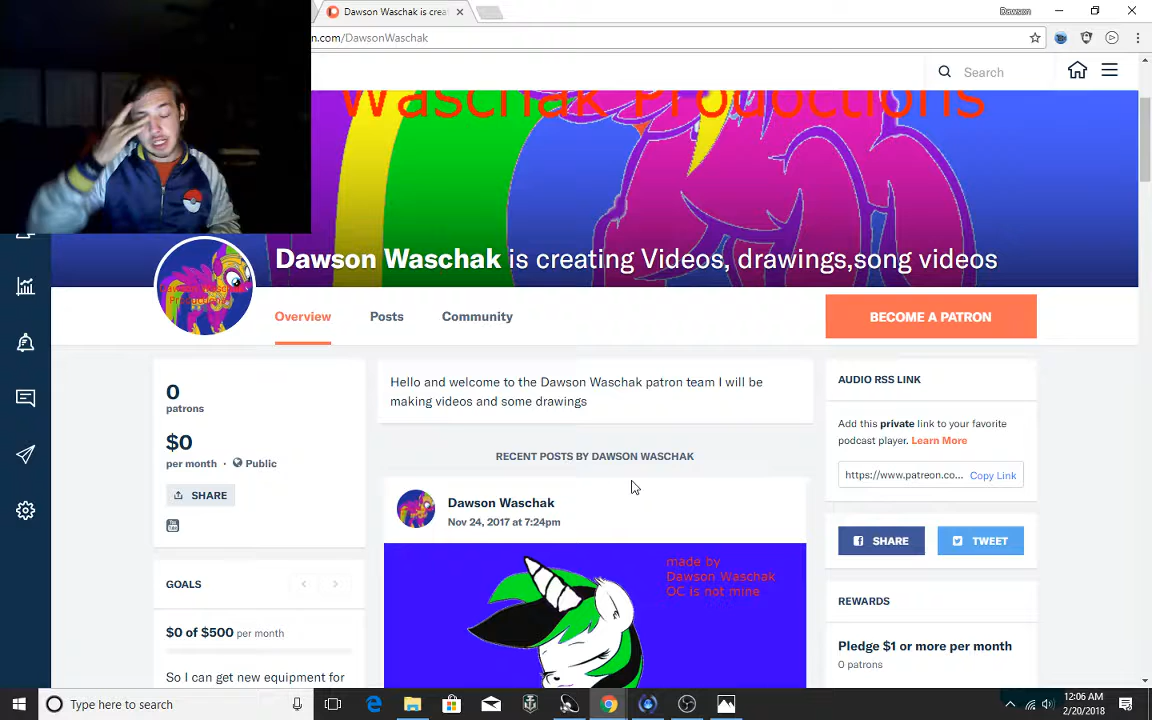 Dawson Waschak is crea
Dawson
n.com/DawsonWaschak
Search
Waschak Productions
Dawson Waschak is creating Videos, drawings,song videos
Overview
Posts
Community
BECOME A PATRON
0
patrons
$0
per month · Public
SHARE
Hello and welcome to the Dawson Waschak patron team I will be
making videos and some drawings
RECENT POSTS BY DAWSON WASCHAK
Dawson Waschak
Nov 24, 2017 at 7:24pm
made by
Dawson Waschak
OC is not mine
AUDIO RSS LINK
Add this private link to your favorite
podcast player. Learn More
https://www.patreon.co... Copy Link
SHARE
TWEET
GOALS
$0 of $500 per month
So I can get new equipment for
REWARDS
Pledge $1 or more per month
0 patrons
Type here to search
12:06 AM
2/20/2018